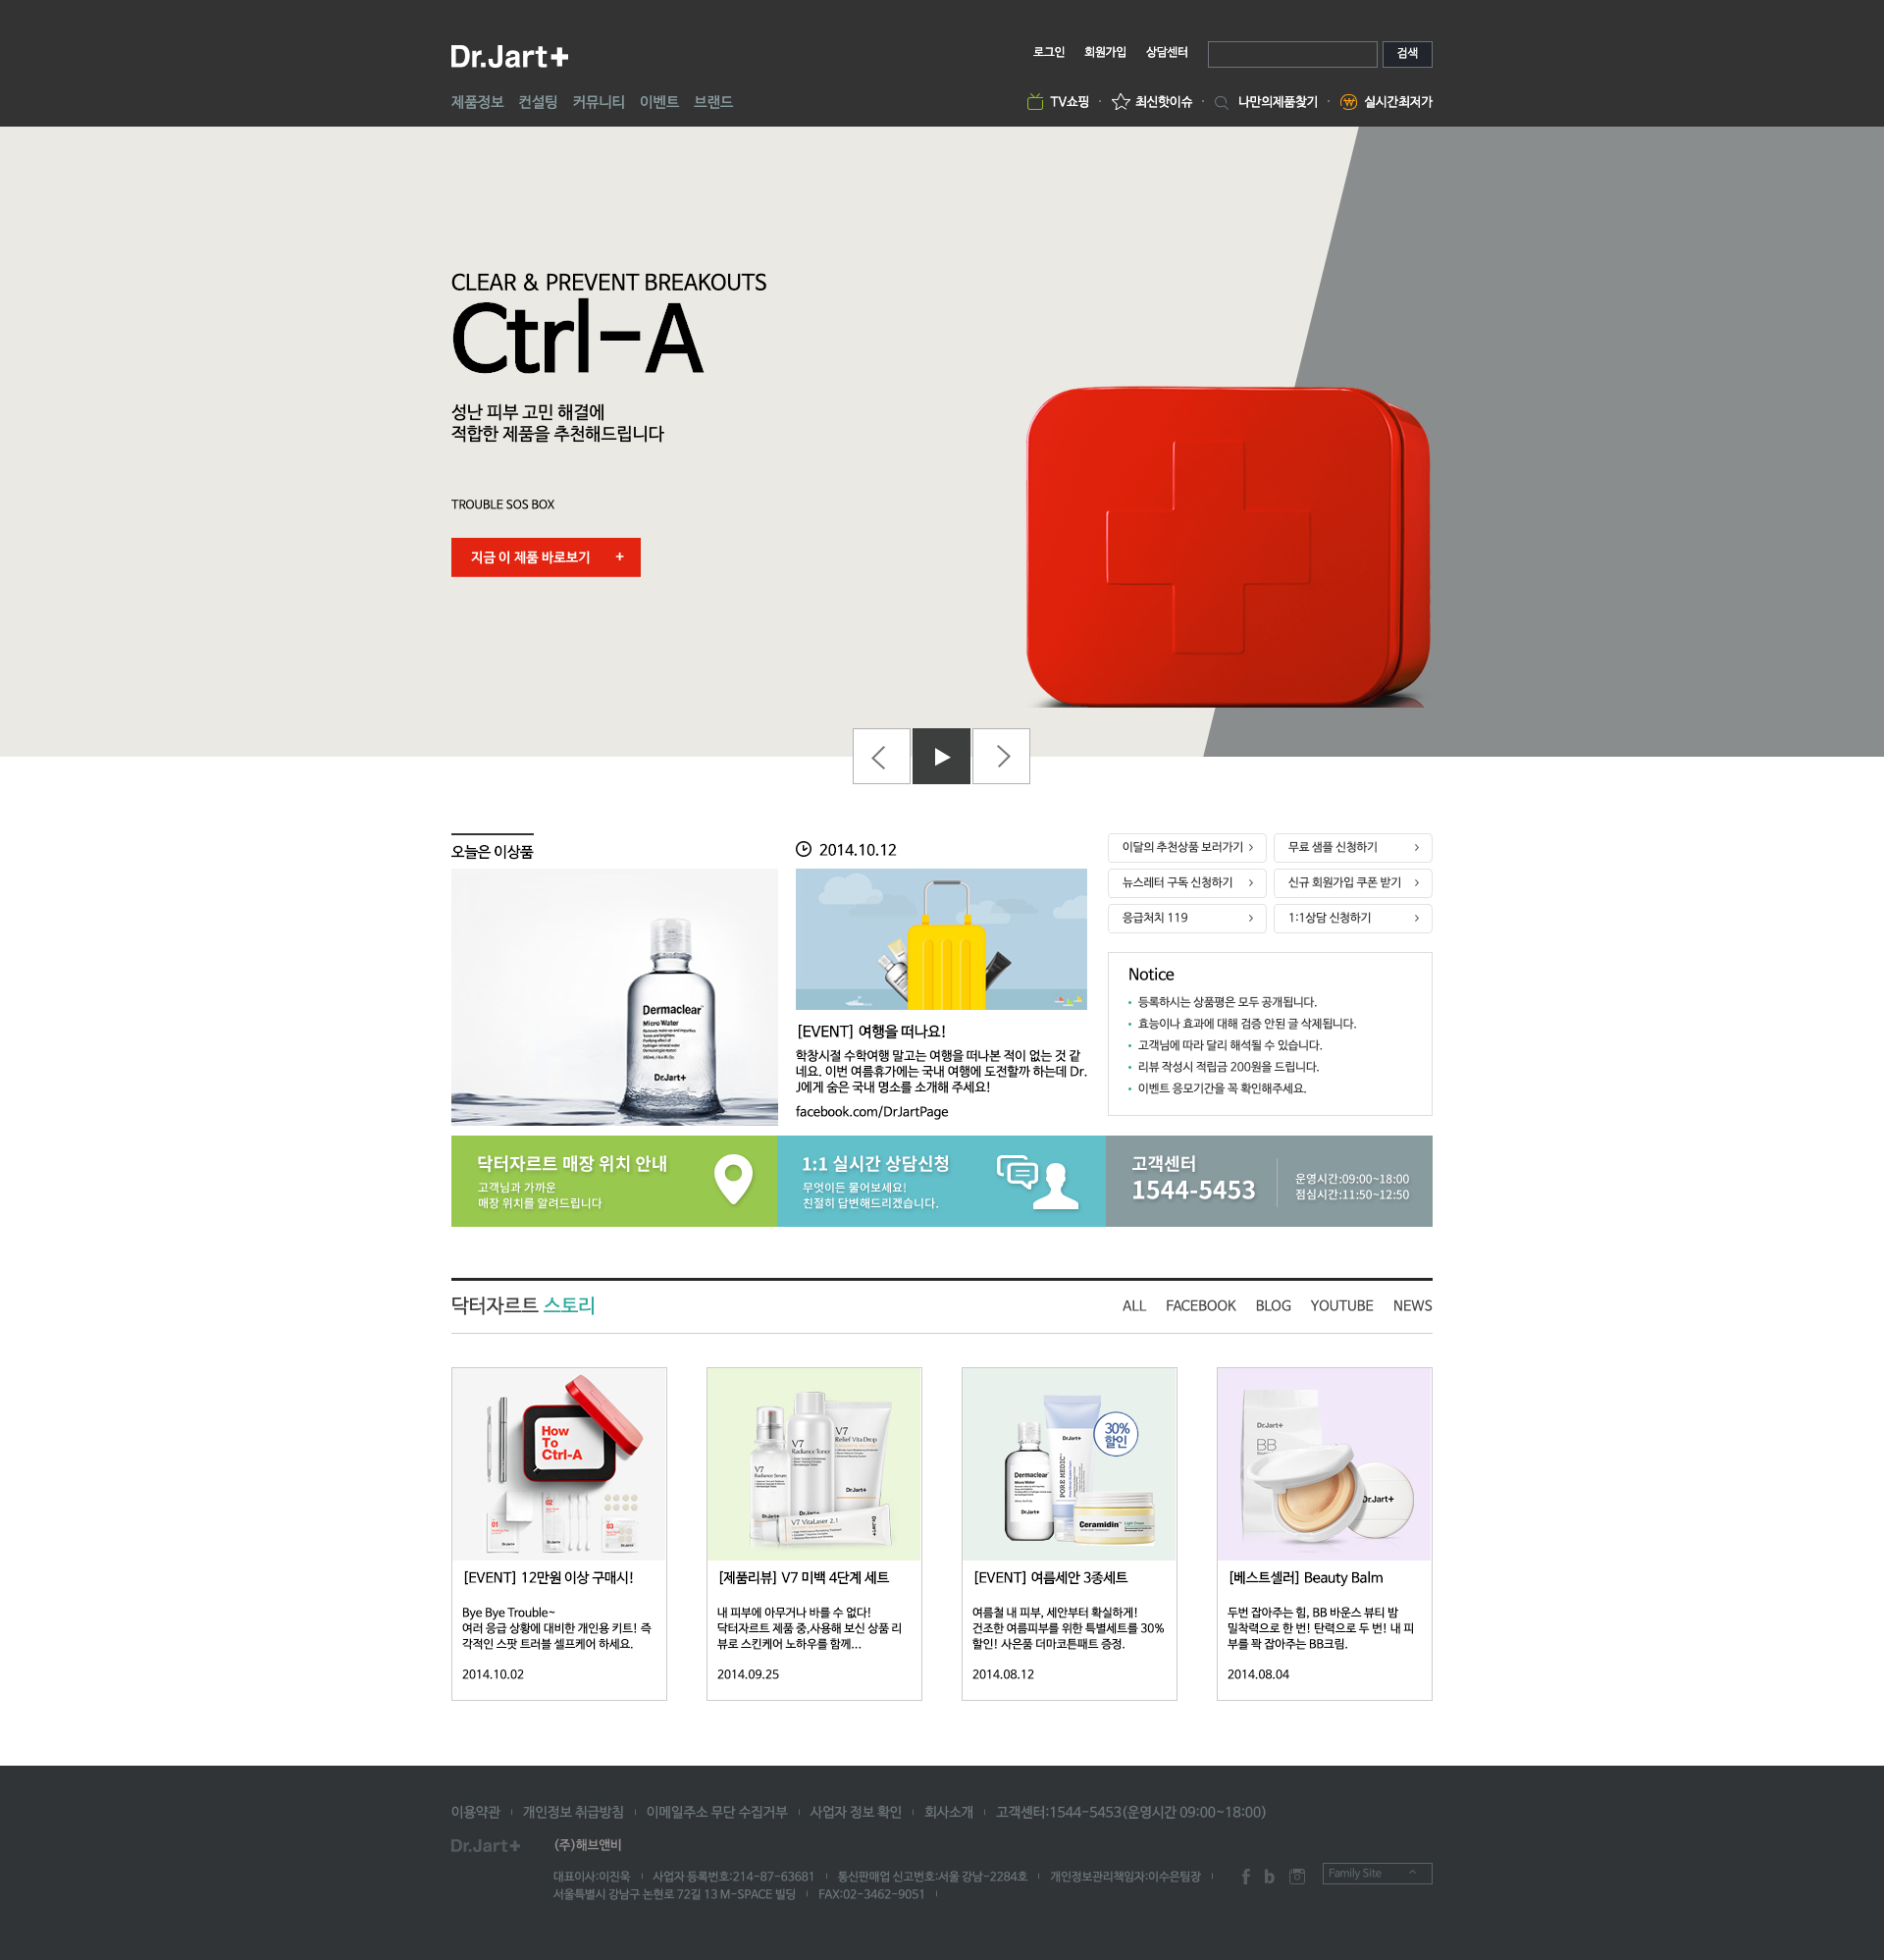 Dr.Jart+
로그인 회원가입 상담센터 검색
제품정보 컨설팅 커뮤니티 이벤트 브랜드
TV쇼핑 · 최신핫이슈 · 나만의제품찾기 · 실시간최저가
CLEAR & PREVENT BREAKOUTS
Ctrl-A
성난 피부 고민 해결에
적합한 제품을 추천해드립니다
TROUBLE SOS BOX
지금 이 제품 바로보기 +
오늘은 이상품
Dermaclear™
Micro Water
Dr.Jart+
2014.10.12
[EVENT] 여행을 떠나요!
학창시절 수학여행 말고는 여행을 떠나본 적이 없는 것 같
네요. 이번 여름휴가에는 국내 여행에 도전할까 하는데 Dr.
J에게 숨은 국내 명소를 소개해 주세요!
facebook.com/DrJartPage
이달의 추천상품 보러가기
무료 샘플 신청하기
뉴스레터 구독 신청하기
신규 회원가입 쿠폰 받기
응급처치 119
1:1상담 신청하기
Notice
• 등록하시는 상품평은 모두 공개됩니다.
• 효능이나 효과에 대해 검증 안된 글 삭제됩니다.
• 고객님에 따라 달리 해석될 수 있습니다.
• 리뷰 작성시 적립금 200원을 드립니다.
• 이벤트 응모기간을 꼭 확인해주세요.
닥터자르트 매장 위치 안내
고객님과 가까운
매장 위치를 알려드립니다
1:1 실시간 상담신청
무엇이든 물어보세요!
친절히 답변해드리겠습니다.
고객센터
1544-5453
운영시간:09:00~18:00
점심시간:11:50~12:50
닥터자르트 스토리
ALL FACEBOOK BLOG YOUTUBE NEWS
How
To
Ctrl-A
01
02
03
[EVENT] 12만원 이상 구매시!
Bye Bye Trouble~
여러 응급 상황에 대비한 개인용 키트! 즉
각적인 스팟 트러블 셀프케어 하세요.
2014.10.02
V7
Radiance Serum
V7
Radiance Toner
V7
Relief Vita Drop
Dr.Jart+
V7 VitaLaser 2.1
Dr.Jart+
[제품리뷰] V7 미백 4단계 세트
내 피부에 아무거나 바를 수 없다!
닥터자르트 제품 중,사용해 보신 상품 리
뷰로 스킨케어 노하우를 함께...
2014.09.25
Dermaclear
Micro Water
Dr.Jart+
Dr.Jart+
PORE MEDIC
30%
할인
Ceramidin™
[EVENT] 여름세안 3종세트
여름철 내 피부, 세안부터 확실하게!
건조한 여름피부를 위한 특별세트를 30%
할인! 사은품 더마코튼패트 증정.
2014.08.12
Dr.Jart+
BB
Dr.Jart+
[베스트셀러] Beauty Balm
두번 잡아주는 힘, BB 바운스 뷰티 밤
밀착력으로 한 번! 탄력으로 두 번! 내 피
부를 꽉 잡아주는 BB크림.
2014.08.04
이용약관 개인정보 취급방침 이메일주소 무단 수집거부 사업자 정보 확인 회사소개 고객센터:1544-5453(운영시간 09:00~18:00)
Dr.Jart+ (주)해브앤비
대표이사:이진욱 사업자 등록번호:214-87-63681 통신판매업 신고번호:서울 강남-2284호 개인정보관리책임자:이수은팀장
서울특별시 강남구 논현로 72길 13 M-SPACE 빌딩 FAX:02-3462-9051
Family Site